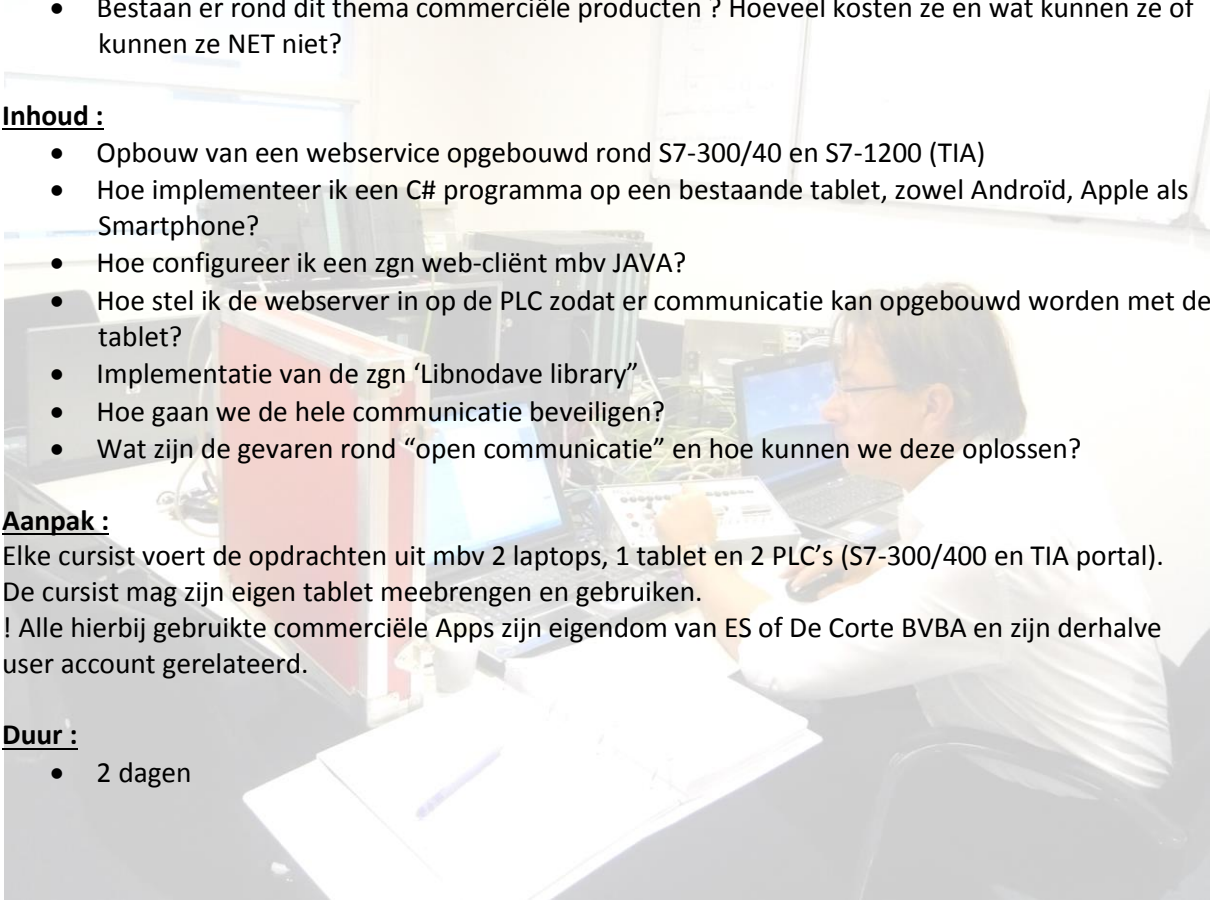 • Bestaan er rond dit thema commerciële producten ? Hoeveel kosten ze en wat kunnen ze of
kunnen ze NET niet?
Inhoud :
• Opbouw van een webservice opgebouwd rond S7-300/40 en S7-1200 (TIA)
• Hoe implementeer ik een C# programma op een bestaande tablet, zowel Androïd, Apple als
Smartphone?
• Hoe configureer ik een zgn web-cliënt mbv JAVA?
• Hoe stel ik de webserver in op de PLC zodat er communicatie kan opgebouwd worden met de
tablet?
• Implementatie van de zgn ‘Libnodave library”
• Hoe gaan we de hele communicatie beveiligen?
• Wat zijn de gevaren rond “open communicatie” en hoe kunnen we deze oplossen?
Aanpak :
Elke cursist voert de opdrachten uit mbv 2 laptops, 1 tablet en 2 PLC’s (S7-300/400 en TIA portal).
De cursist mag zijn eigen tablet meebrengen en gebruiken.
! Alle hierbij gebruikte commerciële Apps zijn eigendom van ES of De Corte BVBA en zijn derhalve
user account gerelateerd.
Duur :
• 2 dagen